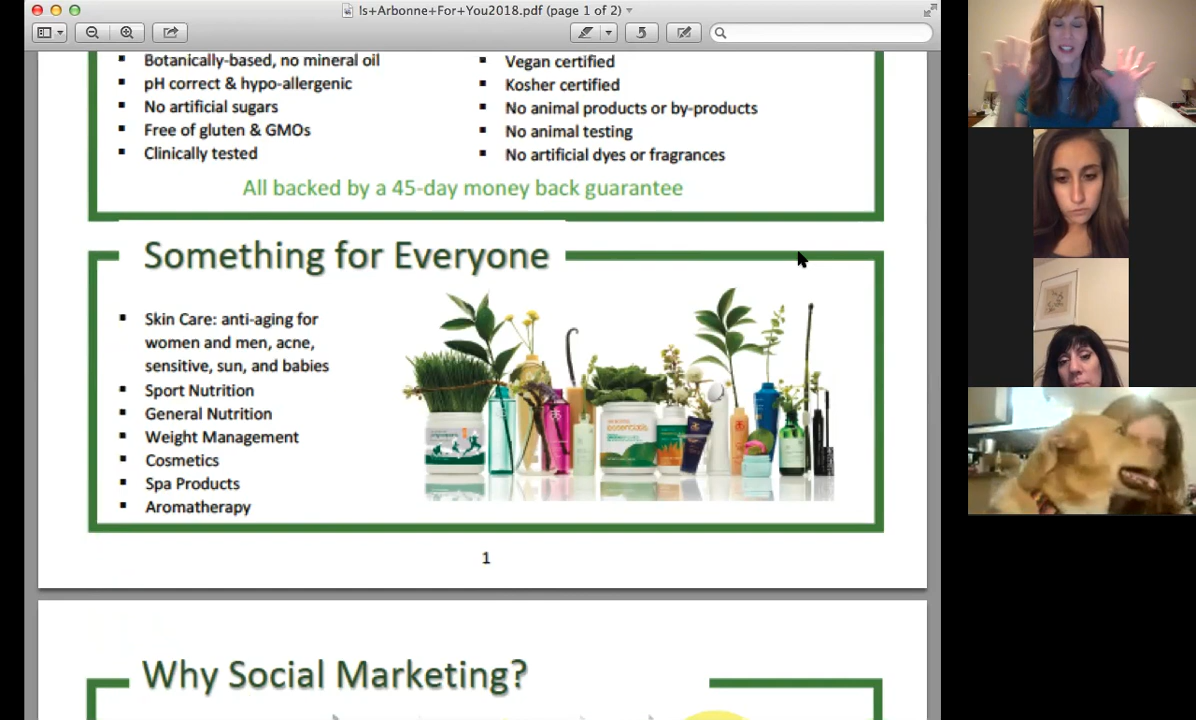 Is+Arbonne+For+You2018.pdf (page 1 of 2)
Botanically-based, no mineral oil
pH correct & hypo-allergenic
No artificial sugars
Free of gluten & GMOs
Clinically tested
Vegan certified
Kosher certified
No animal products or by-products
No animal testing
No artificial dyes or fragrances
All backed by a 45-day money back guarantee
Something for Everyone
Skin Care: anti-aging for
women and men, acne,
sensitive, sun, and babies
Sport Nutrition
General Nutrition
Weight Management
Cosmetics
Spa Products
Aromatherapy
essentials
1
Why Social Marketing?